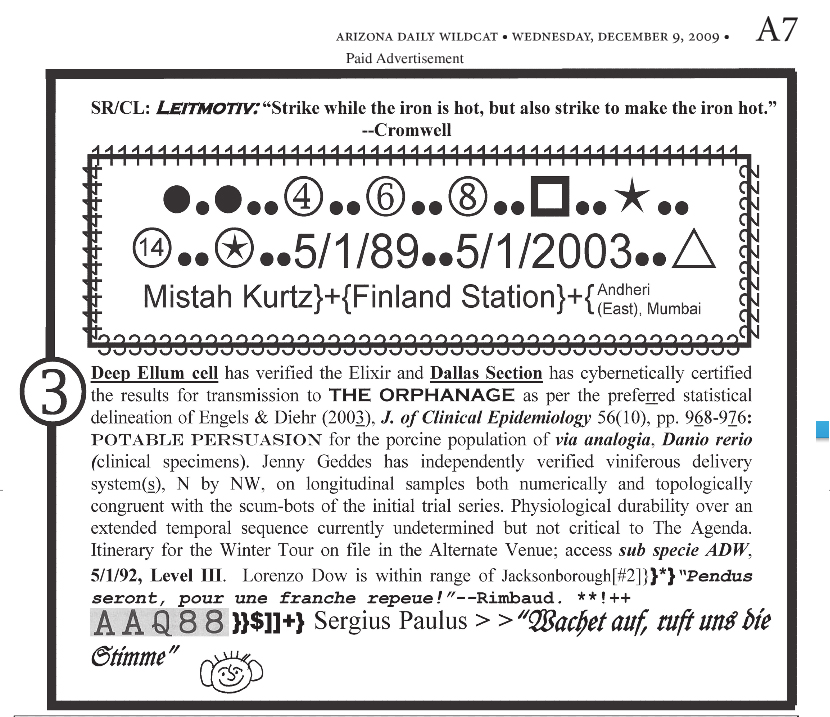 ARIZONA DAILY WILDCAT • WEDNESDAY, DECEMBER 9, 2009 • A7
Paid Advertisement
SR/CL: LEITMOTIV: “Strike while the iron is hot, but also strike to make the iron hot.”
--Cromwell
●.●..④..⑥..⑧..□..★..
⑭..✪..5/1/89..5/1/2003..△
Mistah Kurtz}+{Finland Station}+{Andheri (East), Mumbai
3
Deep Ellum cell has verified the Elixir and Dallas Section has cybernetically certified
the results for transmission to THE ORPHANAGE as per the preferred statistical
delineation of Engels & Diehr (2003), J. of Clinical Epidemiology 56(10), pp. 968-976:
POTABLE PERSUASION for the porcine population of via analogia, Danio rerio
(clinical specimens). Jenny Geddes has independently verified viniferous delivery
system(s), N by NW, on longitudinal samples both numerically and topologically
congruent with the scum-bots of the initial trial series. Physiological durability over an
extended temporal sequence currently undetermined but not critical to The Agenda.
Itinerary for the Winter Tour on file in the Alternate Venue; access sub specie ADW,
5/1/92, Level III. Lorenzo Dow is within range of Jacksonborough[#2]}}*}“Pendus
seront, pour une franche repeue!”--Rimbaud. **!++
AAQ88 }}$]]+} Sergius Paulus > >“Wachet auf, ruft uns die
Stimme”